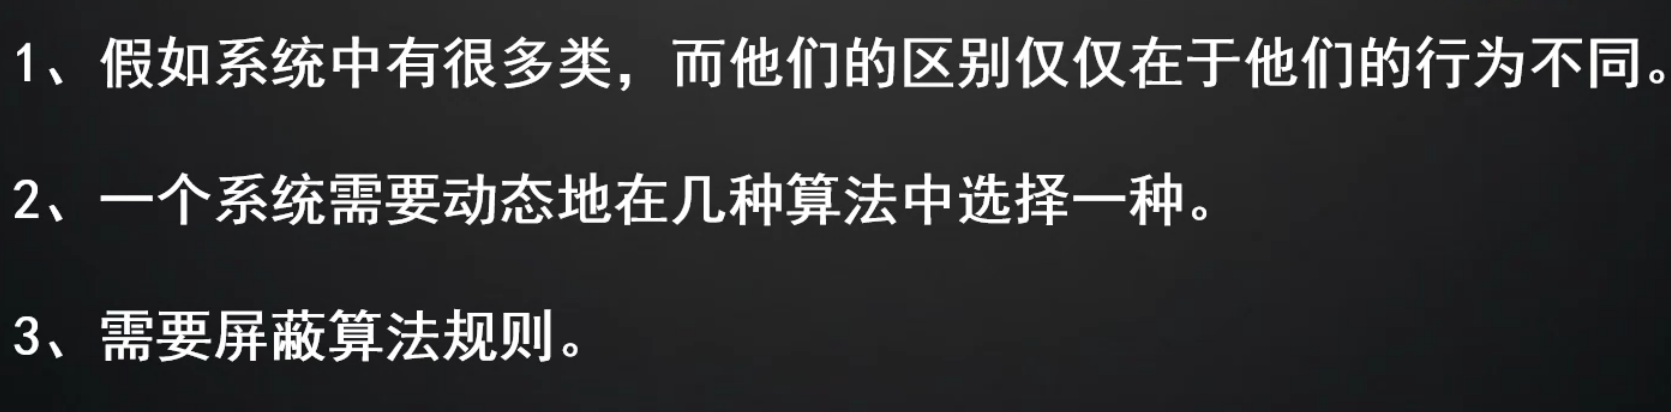 1、假如系统中有很多类，而他们的区别仅仅在于他们的行为不同。
2、一个系统需要动态地在几种算法中选择一种。
3、需要屏蔽算法规则。